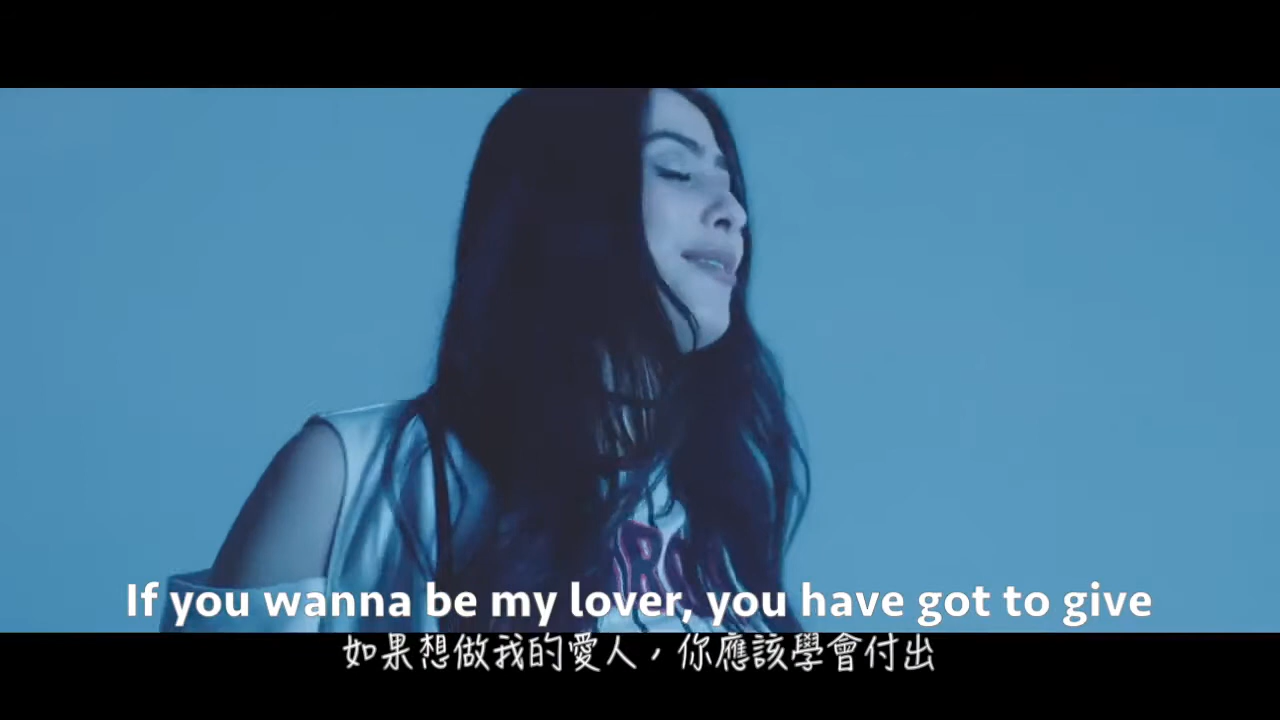 If you wanna be my lover, you have got to give
如果想做我的愛人，你應該學會付出